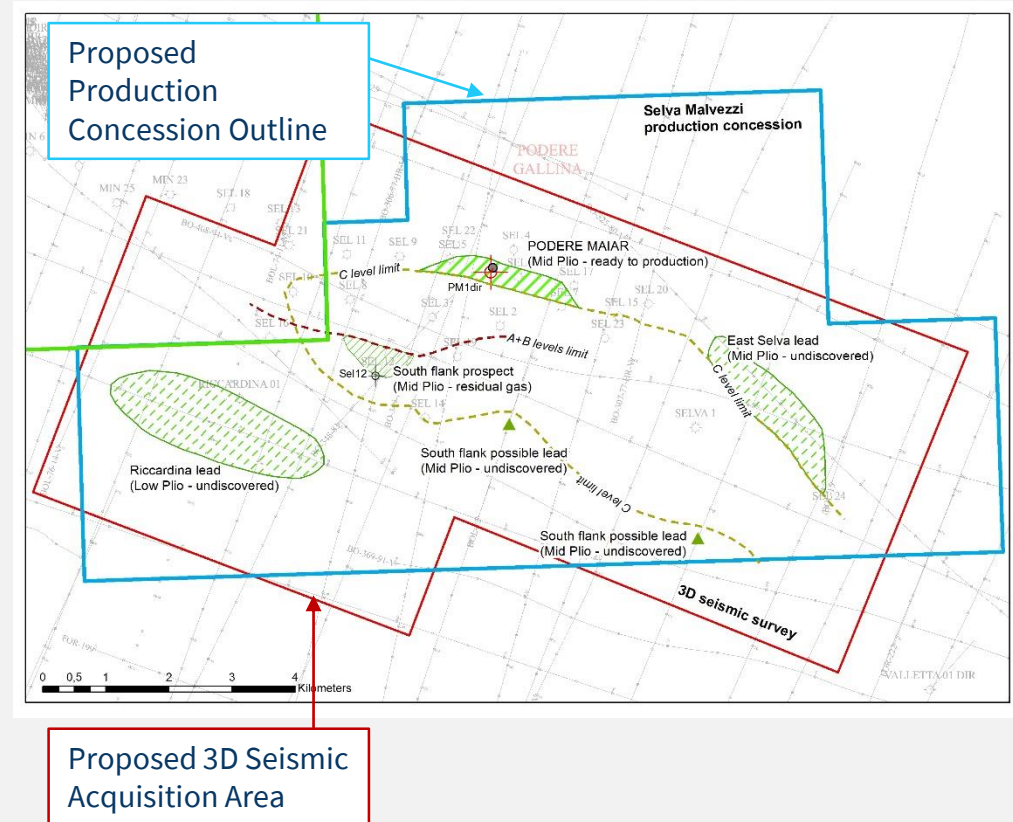 Proposed
Production
Concession Outline
Selva Malvezzi
production concession
PODERE
GALLINA
MIN 25
MIN 23
SEL 18
SEL 21
SEL 11
SEL 9
SEL 22
SEL 4
PODERE MAIAR
(Mid Plio - ready to production)
C level limit
PM1dir
SEL 17
SEL 8
SEL 3
SEL 2
SEL 15
SEL 20
SEL 23
A+B levels limit
East Selva lead
(Mid Plio - undiscovered)
C level limit
Sel12
South flank prospect
(Mid Plio - residual gas)
RICCARDINA 01
SEL 14
SELVA 1
South flank possible lead
(Mid Plio - undiscovered)
Riccardina lead
(Low Plio - undiscovered)
C level limit
SEL 24
South flank possible lead
(Mid Plio - undiscovered)
3D seismic survey
VALLETTA 01 DIR
0 0,5 1 2 3 4
Kilometers
Proposed 3D Seismic
Acquisition Area